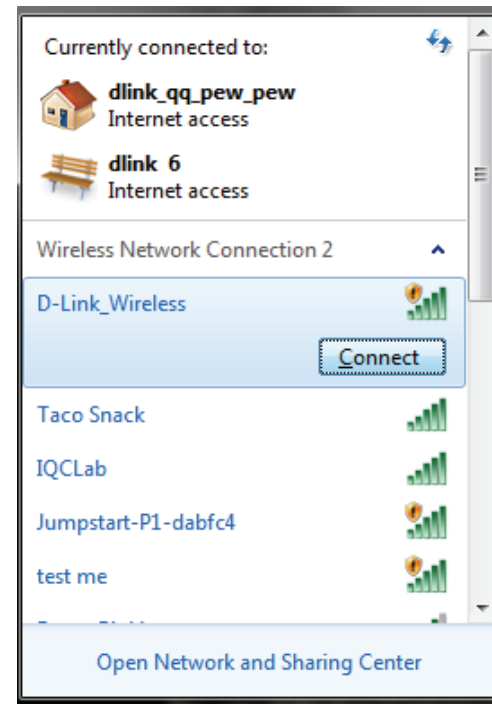 Currently connected to:
dlink_qq_pew_pew
Internet access
dlink 6
Internet access
Wireless Network Connection 2
D-Link_Wireless
Connect
Taco Snack
IQCLab
Jumpstart-P1-dabfc4
test me
Open Network and Sharing Center